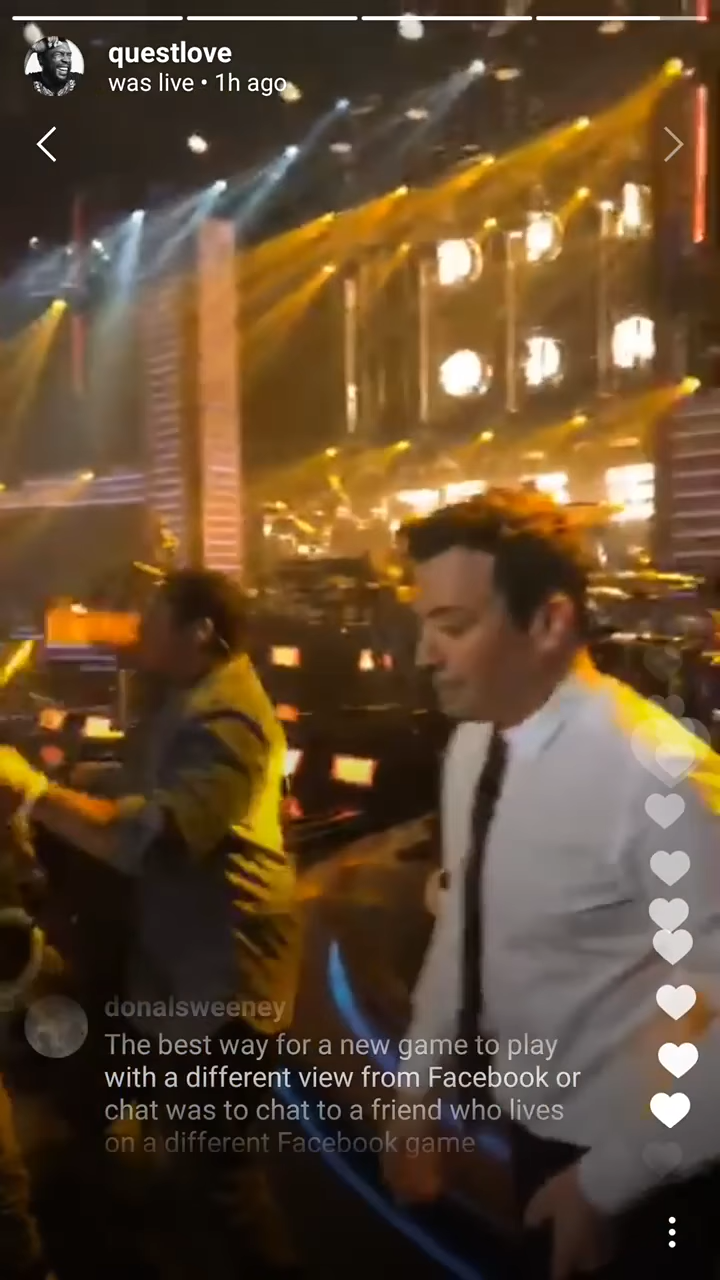 questlove
was live • 1h ago
donalsweeney
The best way for a new game to play
with a different view from Facebook or
chat was to chat to a friend who lives
on a different Facebook game